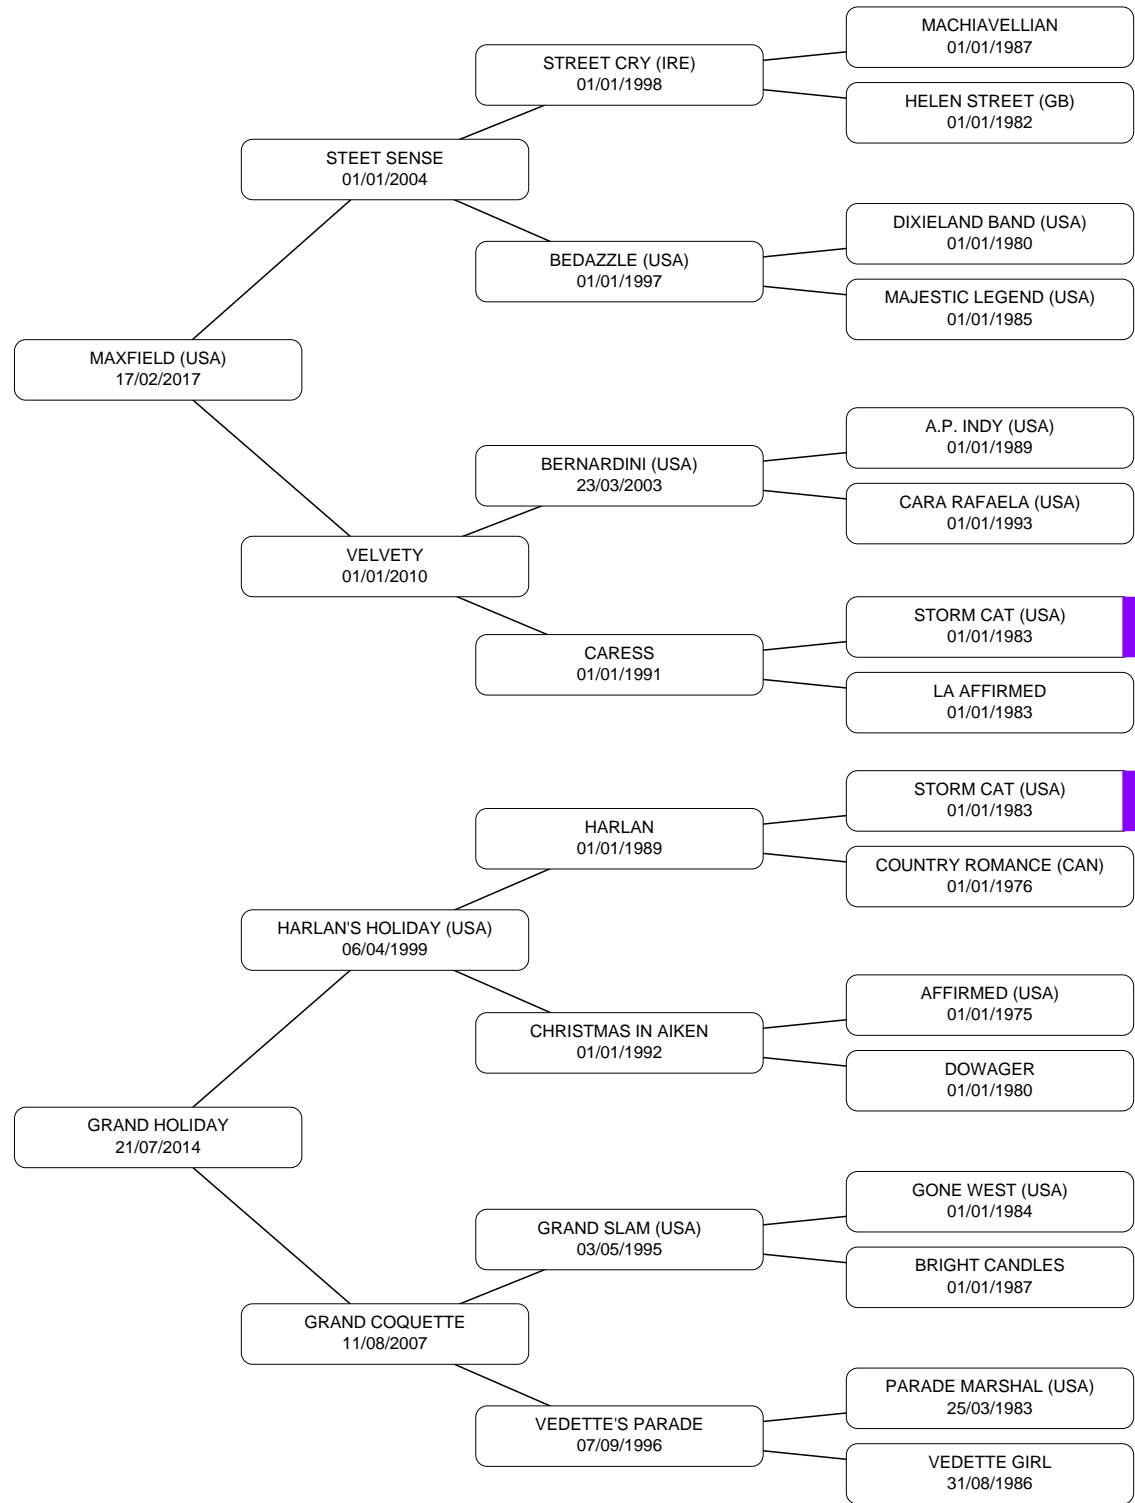 MACHIAVELLIAN
01/01/1987
STREET CRY (IRE)
01/01/1998
HELEN STREET (GB)
01/01/1982
STEET SENSE
01/01/2004
DIXIELAND BAND (USA)
01/01/1980
BEDAZZLE (USA)
01/01/1997
MAJESTIC LEGEND (USA)
01/01/1985
MAXFIELD (USA)
17/02/2017
A.P. INDY (USA)
01/01/1989
BERNARDINI (USA)
23/03/2003
CARA RAFAELA (USA)
01/01/1993
VELVETY
01/01/2010
STORM CAT (USA)
01/01/1983
CARESS
01/01/1991
LA AFFIRMED
01/01/1983
STORM CAT (USA)
01/01/1983
HARLAN
01/01/1989
COUNTRY ROMANCE (CAN)
01/01/1976
HARLAN'S HOLIDAY (USA)
06/04/1999
AFFIRMED (USA)
01/01/1975
CHRISTMAS IN AIKEN
01/01/1992
DOWAGER
01/01/1980
GRAND HOLIDAY
21/07/2014
GONE WEST (USA)
01/01/1984
GRAND SLAM (USA)
03/05/1995
BRIGHT CANDLES
01/01/1987
GRAND COQUETTE
11/08/2007
PARADE MARSHAL (USA)
25/03/1983
VEDETTE'S PARADE
07/09/1996
VEDETTE GIRL
31/08/1986